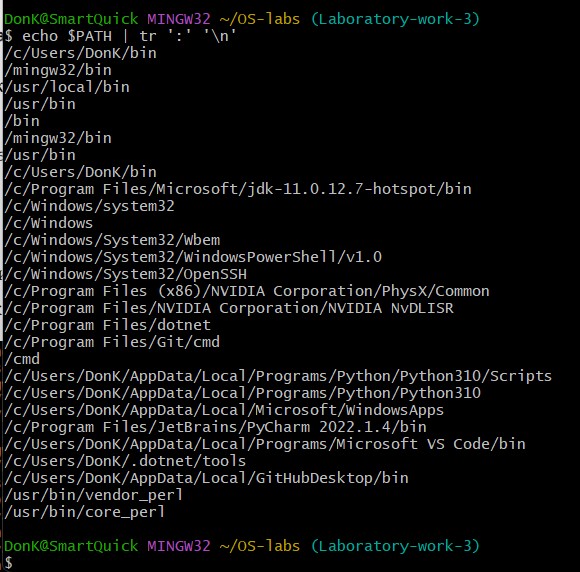 DonK@SmartQuick MINGW32 ~/OS-labs (Laboratory-work-3)
$ echo $PATH | tr ':' '\n'
/c/Users/DonK/bin
/mingw32/bin
/usr/local/bin
/usr/bin
/bin
/mingw32/bin
/usr/bin
/c/Users/DonK/bin
/c/Program Files/Microsoft/jdk-11.0.12.7-hotspot/bin
/c/Windows/system32
/c/Windows
/c/Windows/System32/Wbem
/c/Windows/System32/WindowsPowerShell/v1.0
/c/Windows/System32/OpenSSH
/c/Program Files (x86)/NVIDIA Corporation/PhysX/Common
/c/Program Files/NVIDIA Corporation/NVIDIA NvDLISR
/c/Program Files/dotnet
/c/Program Files/Git/cmd
/cmd
/c/Users/DonK/AppData/Local/Programs/Python/Python310/Scripts
/c/Users/DonK/AppData/Local/Programs/Python/Python310
/c/Users/DonK/AppData/Local/Microsoft/WindowsApps
/c/Program Files/JetBrains/PyCharm 2022.1.4/bin
/c/Users/DonK/AppData/Local/Programs/Microsoft VS Code/bin
/c/Users/DonK/.dotnet/tools
/c/Users/DonK/AppData/Local/GitHubDesktop/bin
/usr/bin/vendor_perl
/usr/bin/core_perl
DonK@SmartQuick MINGW32 ~/OS-labs (Laboratory-work-3)
$